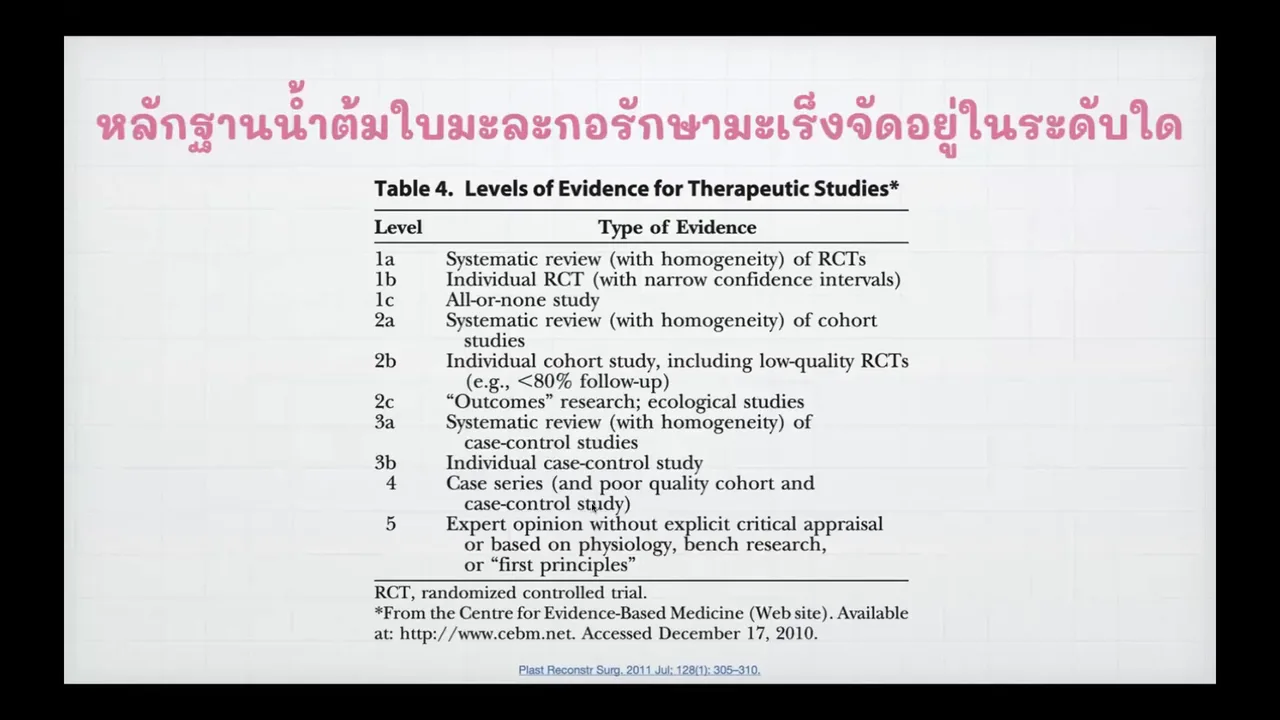 หลักฐานน้ำต้มใบมะละกอรักษามะเร็งจัดอยู่ในระดับใด
Table 4. Levels of Evidence for Therapeutic Studies*
Level Type of Evidence
1a Systematic review (with homogeneity) of RCTs
1b Individual RCT (with narrow confidence intervals)
1c All-or-none study
2a Systematic review (with homogeneity) of cohort
studies
2b Individual cohort study, including low-quality RCTs
(e.g., <80% follow-up)
2c “Outcomes” research; ecological studies
3a Systematic review (with homogeneity) of
case-control studies
3b Individual case-control study
4 Case series (and poor quality cohort and
case-control study)
5 Expert opinion without explicit critical appraisal
or based on physiology, bench research,
or “first principles”
RCT, randomized controlled trial.
*From the Centre for Evidence-Based Medicine (Web site). Available
at: http://www.cebm.net. Accessed December 17, 2010.
Plast Reconstr Surg. 2011 Jul; 128(1): 305–310.